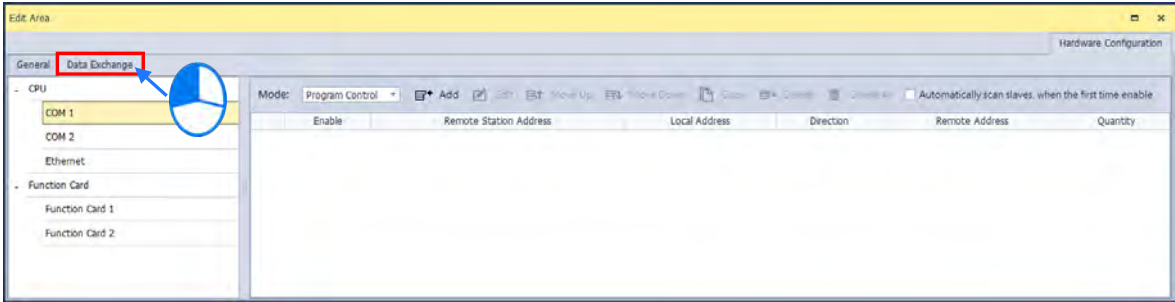 Edit Area
Hardware Configuration
General Data Exchange
CPU
COM 1
COM 2
Ethernet
Function Card
Function Card 1
Function Card 2
Mode: Program Control Add Edit Move Up Move Down Copy Delete Automatically scan slaves, when the first time enable
Enable Remote Station Address Local Address Direction Remote Address Quantity